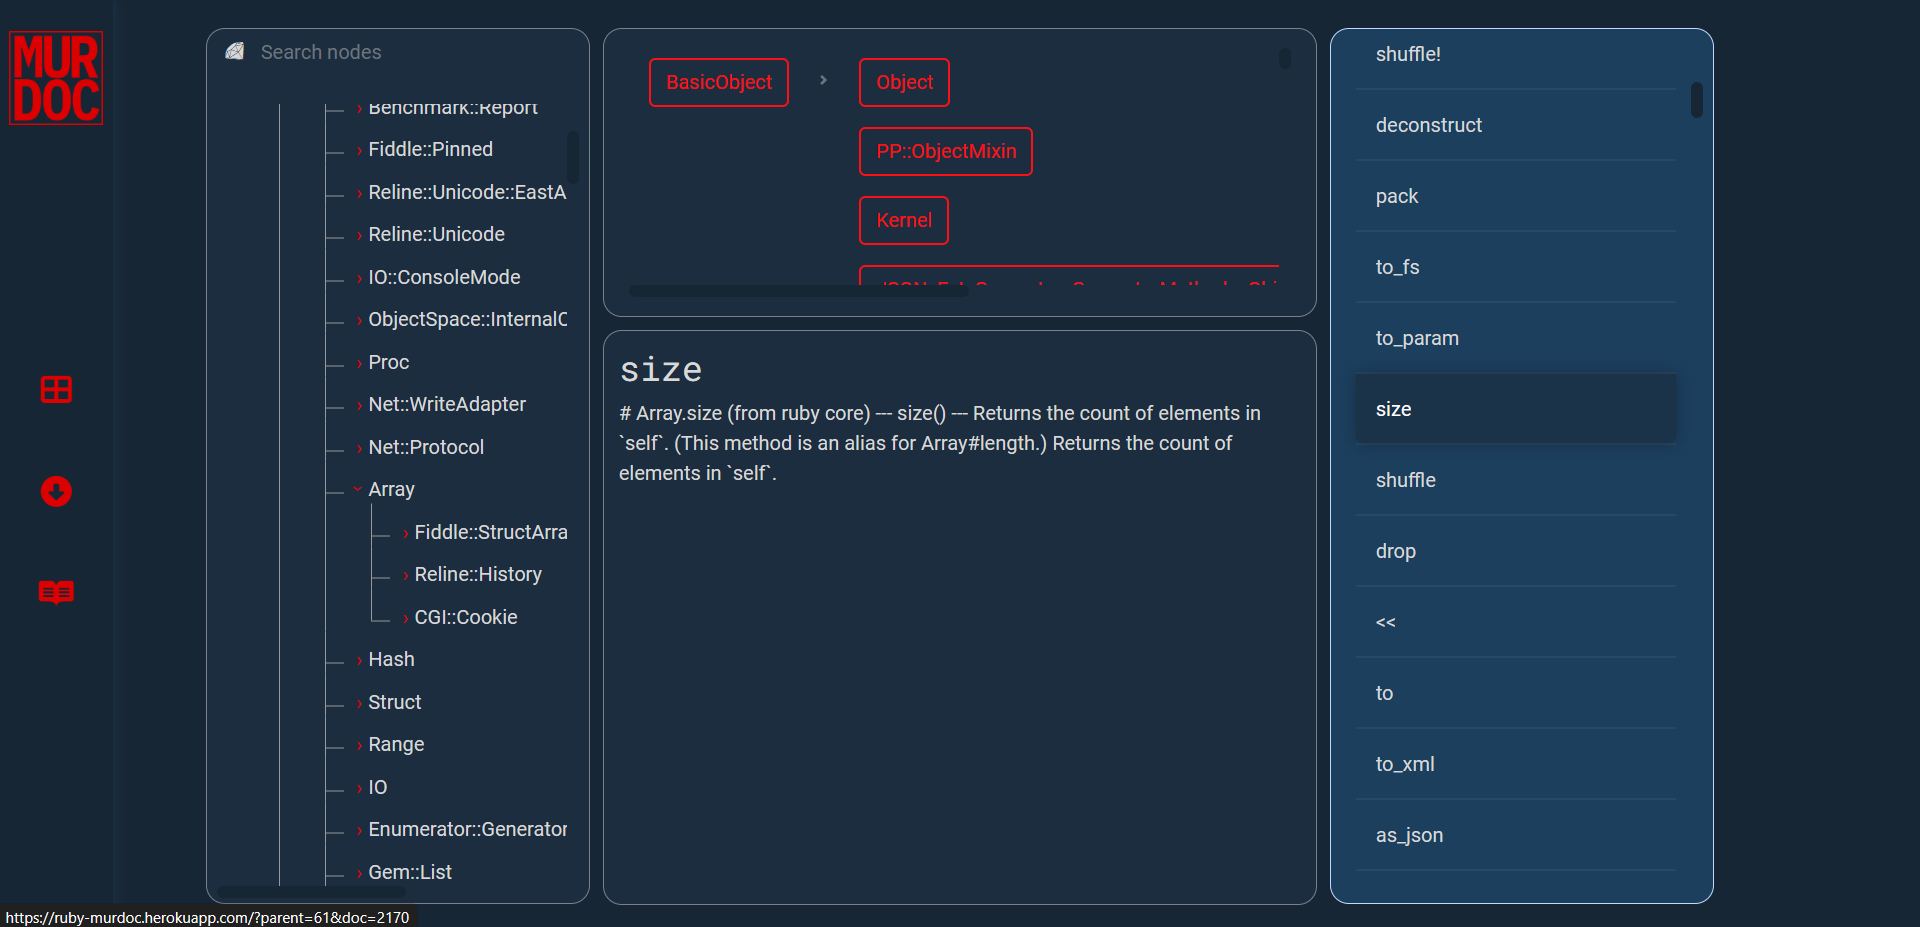 MUR
DOC
Search nodes
Benchmark::Report
Fiddle::Pinned
Reline::Unicode::EastA
Reline::Unicode
IO::ConsoleMode
ObjectSpace::InternalO
Proc
Net::WriteAdapter
Net::Protocol
Array
Fiddle::StructArra
Reline::History
CGI::Cookie
Hash
Struct
Range
IO
Enumerator::Generator
Gem::List
BasicObject
Object
PP::ObjectMixin
Kernel
size
# Array.size (from ruby core) --- size() --- Returns the count of elements in
`self`. (This method is an alias for Array#length.) Returns the count of
elements in `self`.
shuffle!
deconstruct
pack
to_fs
to_param
size
shuffle
drop
<<
to
to_xml
as_json
https://ruby-murdoc.herokuapp.com/?parent=61&doc=2170